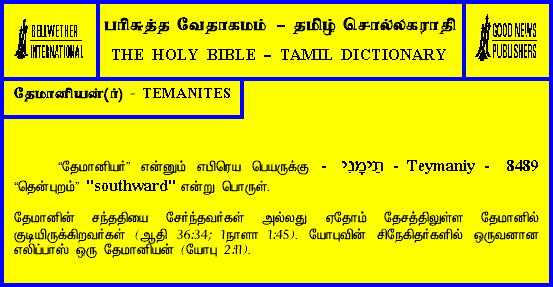 BELLWETHER
INTERNATIONAL
பரிசுத்த வேதாகமம் – தமிழ் சொல்லகராதி
THE HOLY BIBLE – TAMIL DICTIONARY
GOOD NEWS
PUBLISHERS
தேமானியன்(ர்) - TEMANITES
“தேமானியர்” என்னும் எபிரெய பெயருக்கு - תֵּימָנִי - Teymaniy - 8489
“தென்புறம்” "southward" என்று பொருள்.
தேமானின் சந்ததியை சேர்ந்தவர்கள் அல்லது ஏதோம் தேசத்திலுள்ள தேமானில்
குடியிருக்கிறவர்கள் (ஆதி 36:34; 1நாளா 1:45). யோபுவின் சிநேகிதர்களில் ஒருவனான
எலிப்பாஸ் ஒரு தேமானியன் (யோபு 2:11).